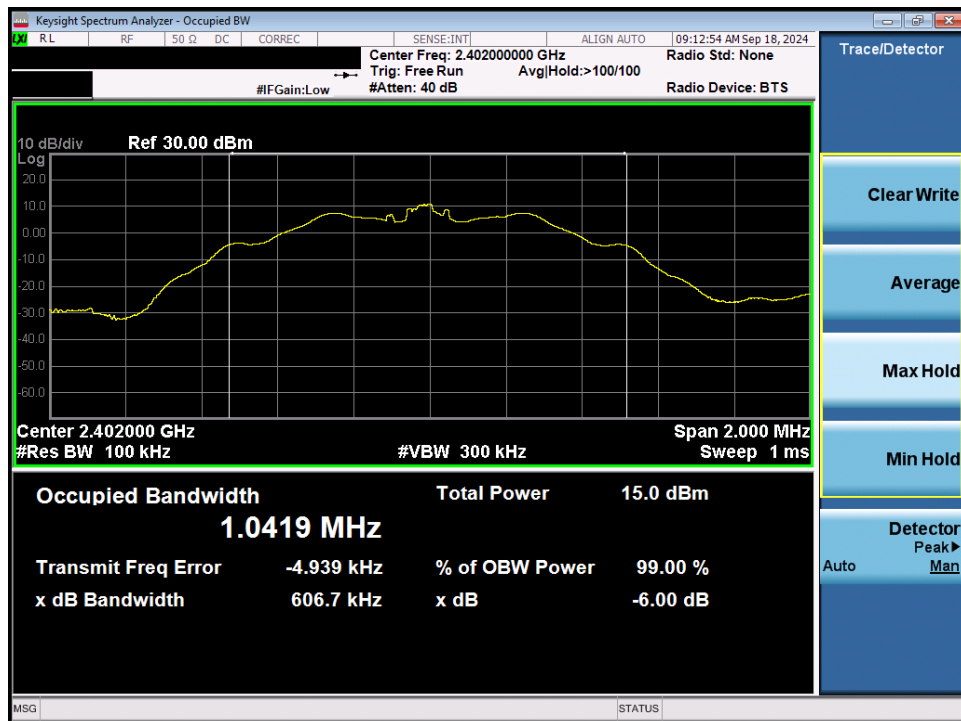 Keysight Spectrum Analyzer - Occupied BW
LXI RL RF 50 Ω DC CORREC SENSE:INT ALIGN AUTO 09:12:54 AM Sep 18, 2024
Center Freq: 2.402000000 GHz Radio Std: None
Trig: Free Run Avg|Hold:>100/100
#IFGain:Low #Atten: 40 dB Radio Device: BTS
10 dB/div Ref 30.00 dBm
Log
20.0
10.0
0.00
-10.0
-20.0
-30.0
-40.0
-50.0
-60.0
Center 2.402000 GHz Span 2.000 MHz
#Res BW 100 kHz #VBW 300 kHz Sweep 1 ms
Occupied Bandwidth Total Power 15.0 dBm
1.0419 MHz
Transmit Freq Error -4.939 kHz % of OBW Power 99.00 %
x dB Bandwidth 606.7 kHz x dB -6.00 dB
MSG STATUS
Trace/Detector
Clear Write
Average
Max Hold
Min Hold
Detector
Peak▶
Auto Man